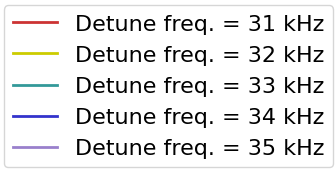 Detune freq. = 31 kHz
Detune freq. = 32 kHz
Detune freq. = 33 kHz
Detune freq. = 34 kHz
Detune freq. = 35 kHz